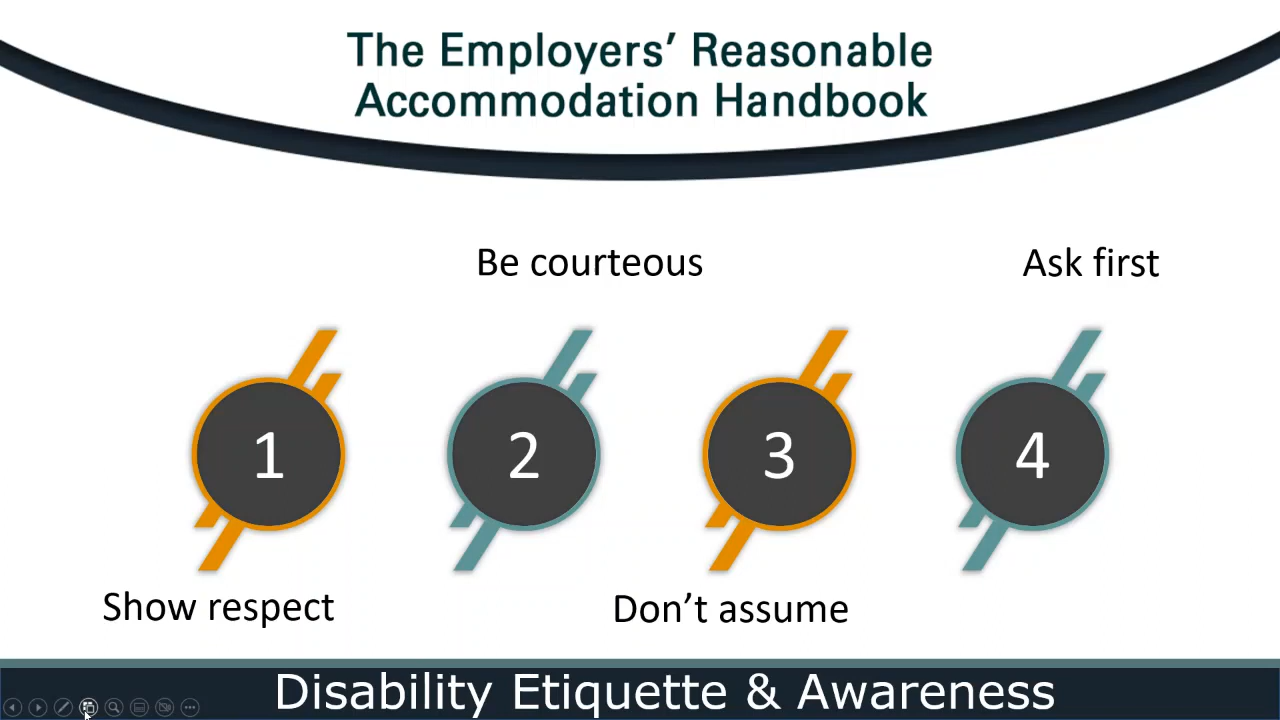 The Employers’ Reasonable
Accommodation Handbook
Be courteous
Ask first
1
2
3
4
Show respect
Don’t assume
Disability Etiquette & Awareness